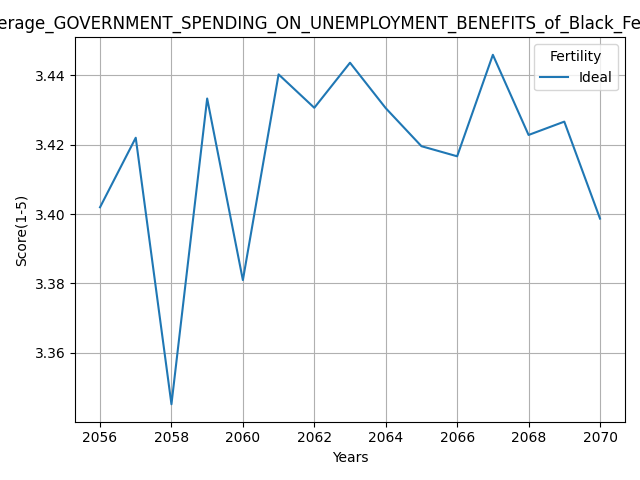 erage_GOVERNMENT_SPENDING_ON_UNEMPLOYMENT_BENEFITS_of_Black_Fe
Fertility
Ideal
3.44
3.42
3.40
3.38
3.36
Score(1-5)
2056 2058 2060 2062 2064 2066 2068 2070
Years